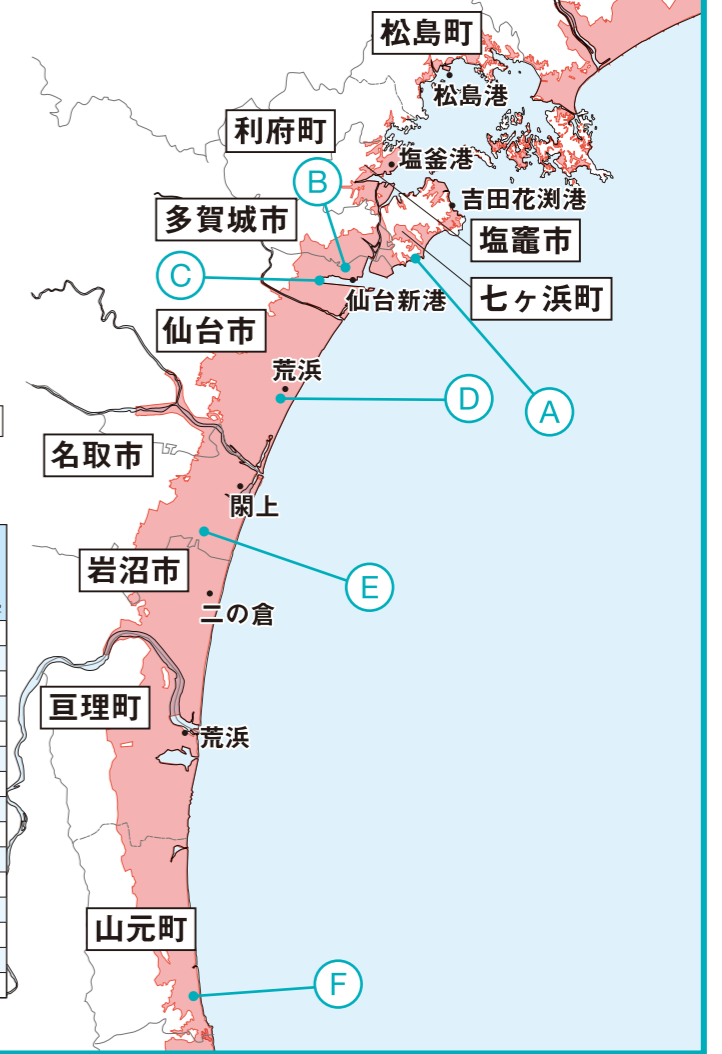 松島町
松島港
利府町
塩釜港
B
吉田花渕港
多賀城市
塩竈市
C
仙台新港
七ヶ浜町
仙台市
荒浜
D
A
名取市
閖上
岩沼市
E
二の倉
亘理町
荒浜
山元町
F